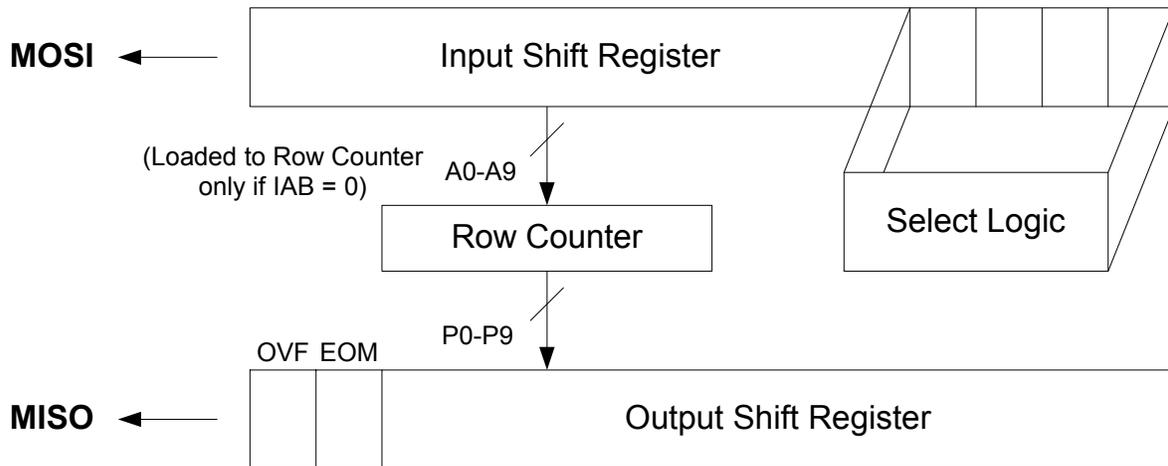 MOSI
Input Shift Register
(Loaded to Row Counter
only if IAB = 0)
A0-A9
Row Counter
Select Logic
P0-P9
OVF EOM
MISO
Output Shift Register